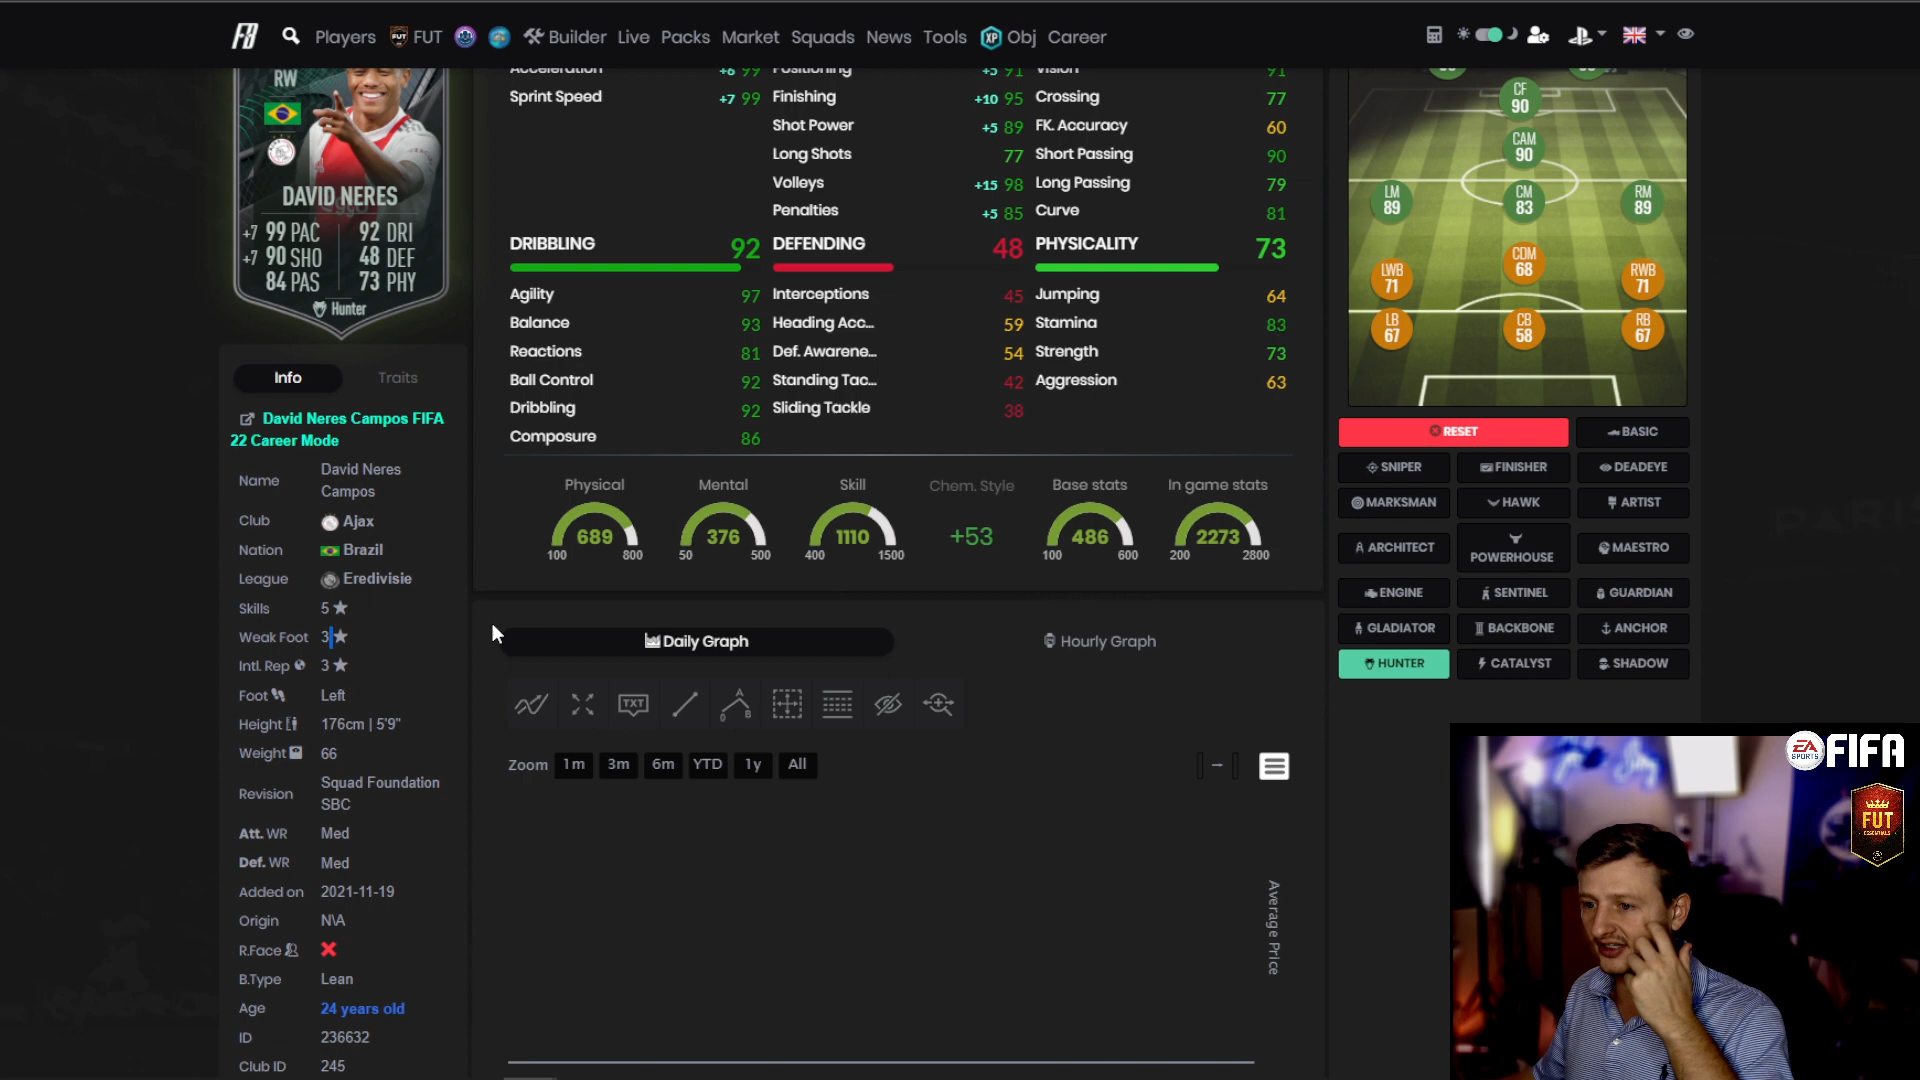 Players FUT Builder Live Packs Market Squads News Tools XP Obj Career
RW
DAVID NERES
+7 99 PAC 92 DRI
+7 90 SHO 48 DEF
84 PAS 73 PHY
Hunter
Acceleration +6 99
Sprint Speed +7 99
Positioning +5 91
Finishing +10 95
Shot Power +5 89
Long Shots 77
Volleys +15 98
Penalties +5 85
Vision 91
Crossing 77
FK. Accuracy 60
Short Passing 90
Long Passing 79
Curve 81
DRIBBLING 92
Agility 97
Balance 93
Reactions 81
Ball Control 92
Dribbling 92
Composure 86
DEFENDING 48
Interceptions 45
Heading Acc... 59
Def. Awarene... 54
Standing Tac... 42
Sliding Tackle 38
PHYSICALITY 73
Jumping 64
Stamina 83
Strength 73
Aggression 63
Physical Mental Skill Chem. Style Base stats In game stats
689 376 1110 +53 486 2273
100 800 50 500 400 1500 100 600 200 2800
Daily Graph Hourly Graph
TXT
Zoom 1m 3m 6m YTD 1y All
Average Price
Info Traits
David Neres Campos FIFA
22 Career Mode
Name David Neres
Campos
Club Ajax
Nation Brazil
League Eredivisie
Skills 5
Weak Foot 3
Intl. Rep 3
Foot Left
Height 176cm | 5'9"
Weight 66
Revision Squad Foundation
SBC
Att. WR Med
Def. WR Med
Added on 2021-11-19
Origin N\A
R.Face
B.Type Lean
Age 24 years old
ID 236632
Club ID 245
CF
90
CAM
90
LM
89
CM
83
RM
89
LWB
71
CDM
68
RWB
71
LB
67
CB
58
RB
67
RESET BASIC
SNIPER FINISHER DEADEYE
MARKSMAN HAWK ARTIST
ARCHITECT POWERHOUSE MAESTRO
ENGINE SENTINEL GUARDIAN
GLADIATOR BACKBONE ANCHOR
HUNTER CATALYST SHADOW
EA
SPORTS
FIFA
FUT
ESSENTIALS